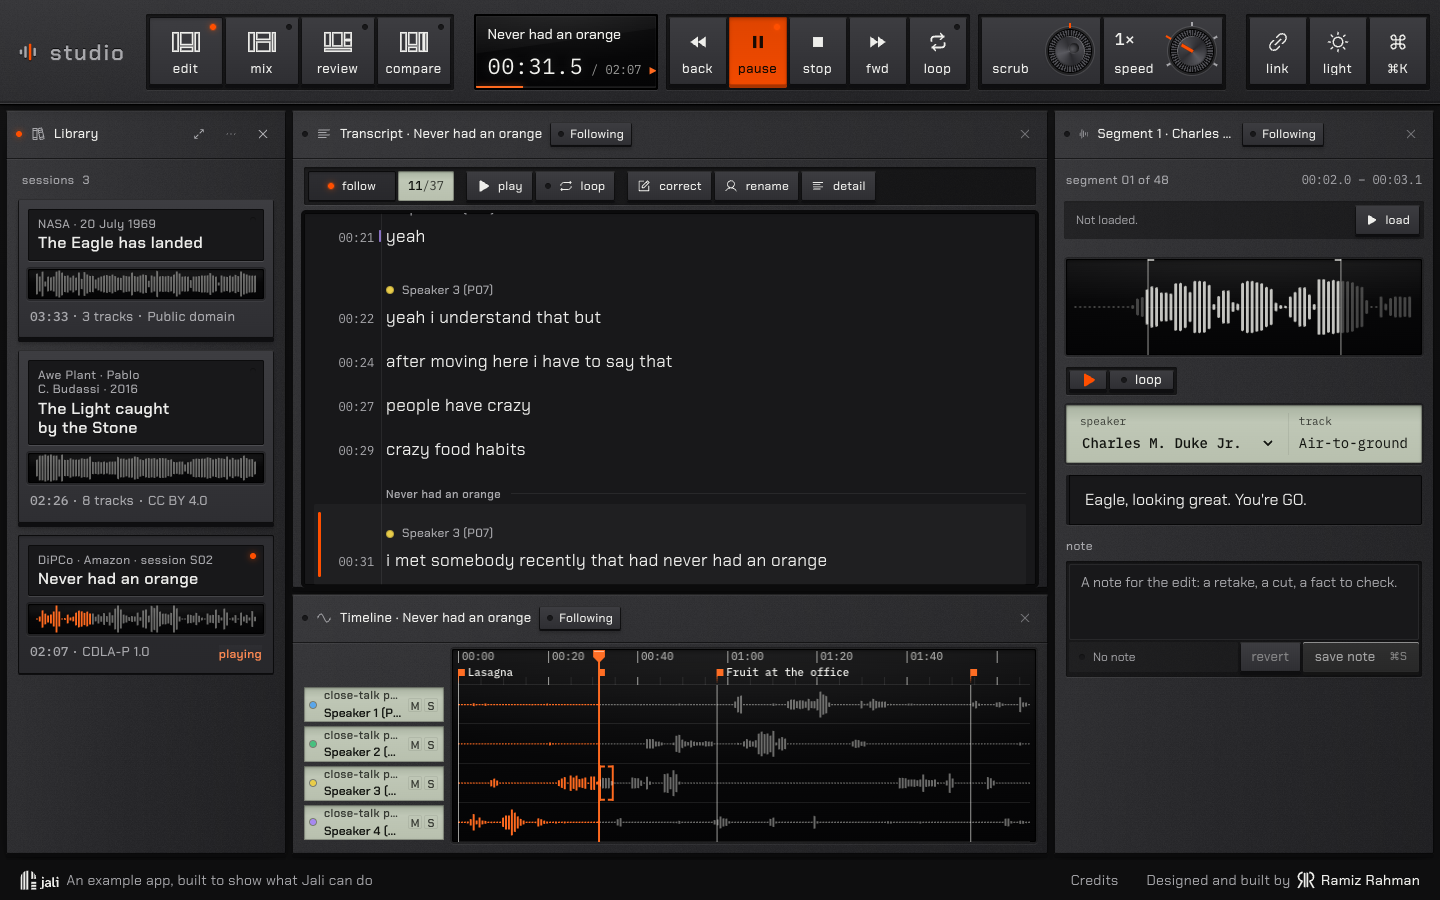 studio
edit
mix
review
compare
Never had an orange
00:31.5 / 02:07
back
pause
stop
fwd
loop
scrub
1×
speed
link
light
⌘K
Library
sessions 3
NASA · 20 July 1969
The Eagle has landed
03:33 · 3 tracks · Public domain
Awe Plant · Pablo
C. Budassi · 2016
The Light caught
by the Stone
02:26 · 8 tracks · CC BY 4.0
DiPCo · Amazon · session S02
Never had an orange
02:07 · CDLA-P 1.0
playing
Transcript · Never had an orange
Following
follow
11/37
play
loop
correct
rename
detail
00:21 yeah
Speaker 3 (P07)
00:22 yeah i understand that but
00:24 after moving here i have to say that
00:27 people have crazy
00:29 crazy food habits
Never had an orange
Speaker 3 (P07)
00:31 i met somebody recently that had never had an orange
Timeline · Never had an orange
Following
00:00 00:20 00:40 01:00 01:20 01:40
Lasagna
Fruit at the office
close-talk p...
Speaker 1 (P... M S
close-talk p...
Speaker 2 (... M S
close-talk p...
Speaker 3 (... M S
close-talk p...
Speaker 4 (... M S
Segment 1 · Charles ...
Following
segment 01 of 48
00:02.0 – 00:03.1
Not loaded.
load
loop
speaker
Charles M. Duke Jr.
track
Air-to-ground
Eagle, looking great. You're GO.
note
A note for the edit: a retake, a cut, a fact to check.
No note
revert
save note ⌘S
jali An example app, built to show what Jali can do
Credits
Designed and built by Ramiz Rahman